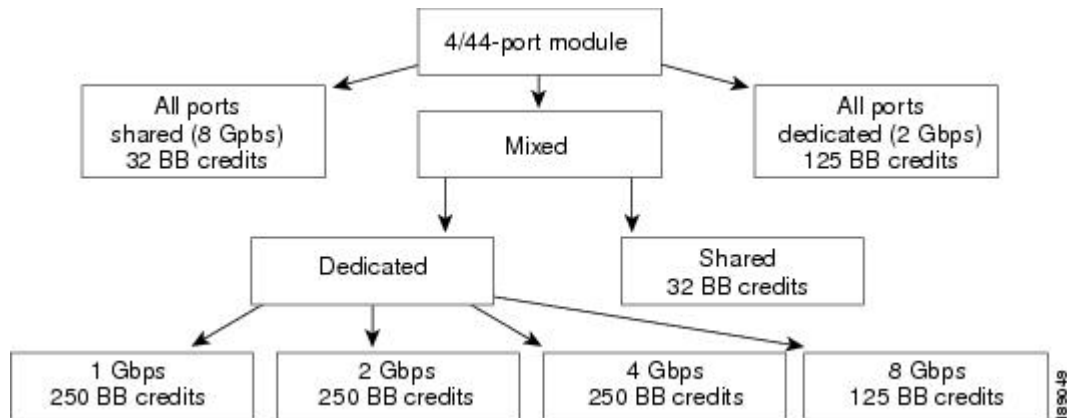 4/44-port module
All ports
shared (8 Gpbs)
32 BB credits
Mixed
All ports
dedicated (2 Gbps)
125 BB credits
Dedicated
Shared
32 BB credits
1 Gbps
250 BB credits
2 Gbps
250 BB credits
4 Gbps
250 BB credits
8 Gbps
125 BB credits
189049